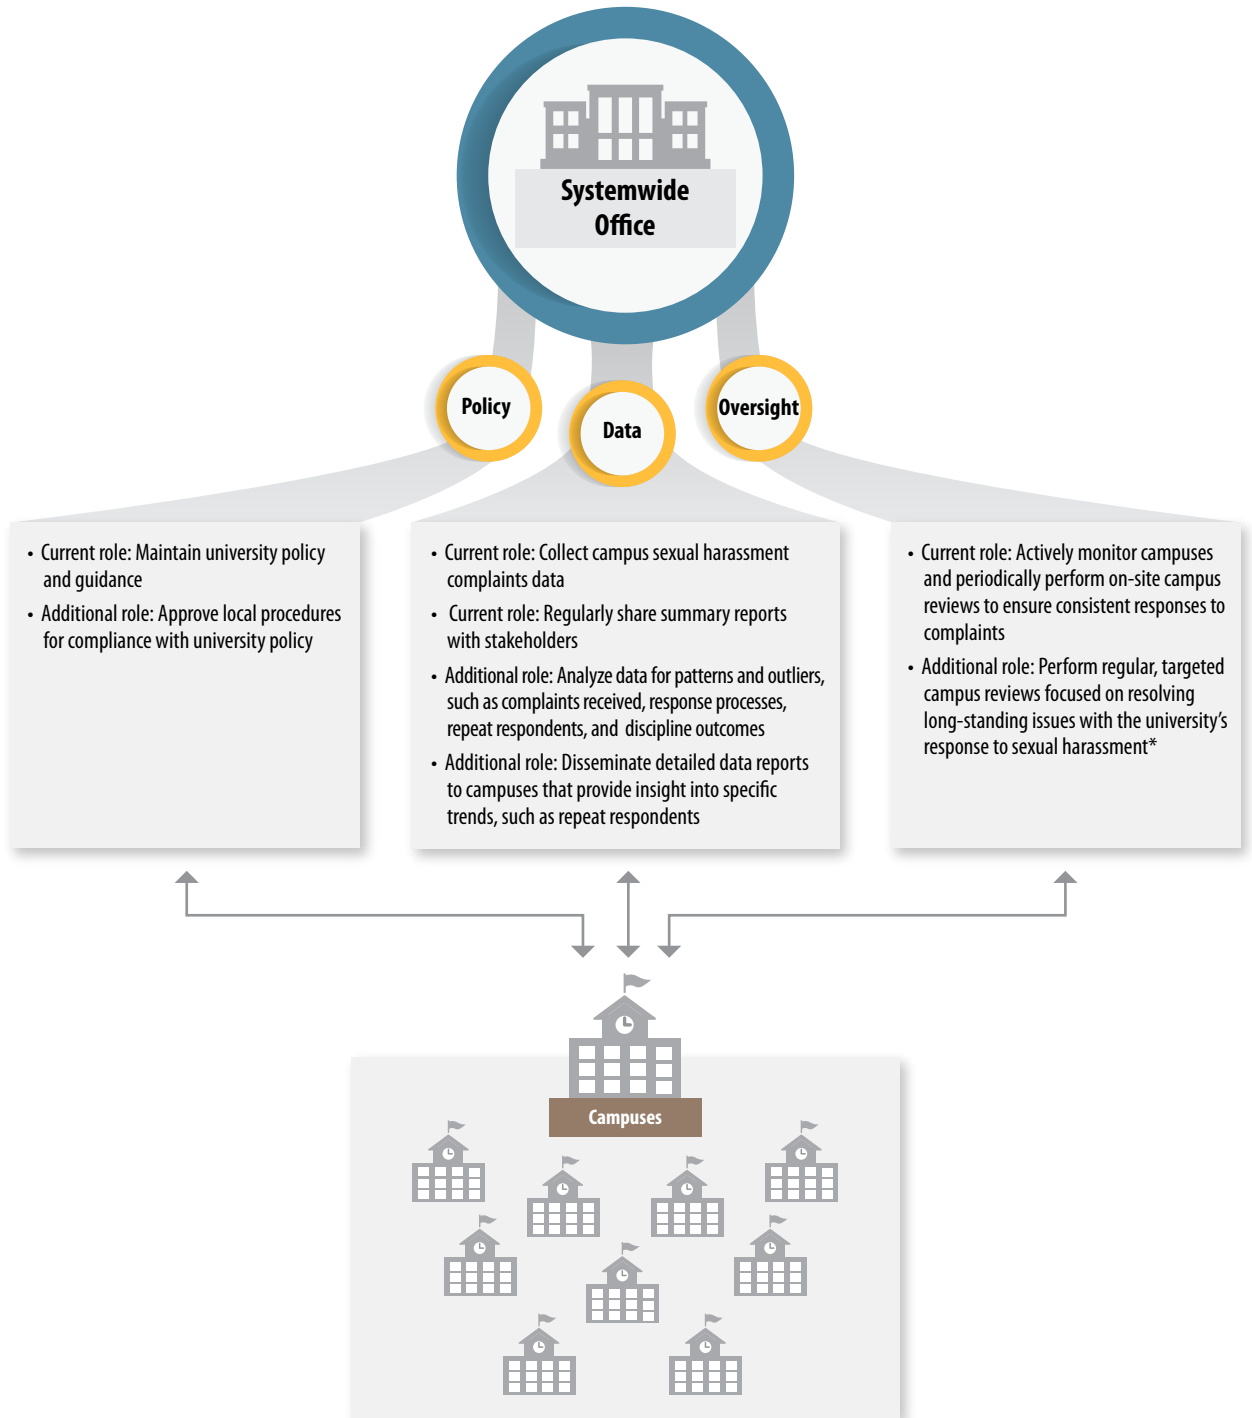 Systemwide
Office
Policy
Data
Oversight
• Current role: Maintain university policy
and guidance
• Additional role: Approve local procedures
for compliance with university policy
• Current role: Collect campus sexual harassment
complaints data
• Current role: Regularly share summary reports
with stakeholders
• Additional role: Analyze data for patterns and outliers,
such as complaints received, response processes,
repeat respondents, and discipline outcomes
• Additional role: Disseminate detailed data reports
to campuses that provide insight into specific
trends, such as repeat respondents
• Current role: Actively monitor campuses
and periodically perform on-site campus
reviews to ensure consistent responses to
complaints
• Additional role: Perform regular, targeted
campus reviews focused on resolving
long-standing issues with the university's
response to sexual harassment*
Campuses